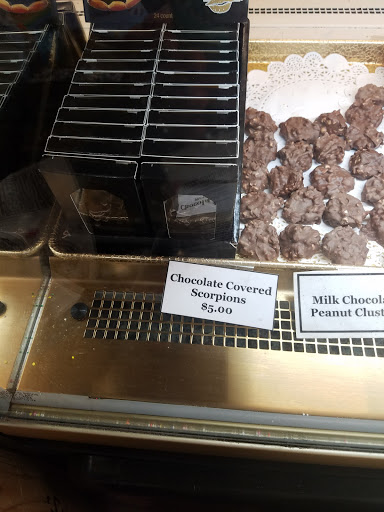 Chocolate Covered
Scorpions
$5.00
Milk Chocola
Peanut Clust